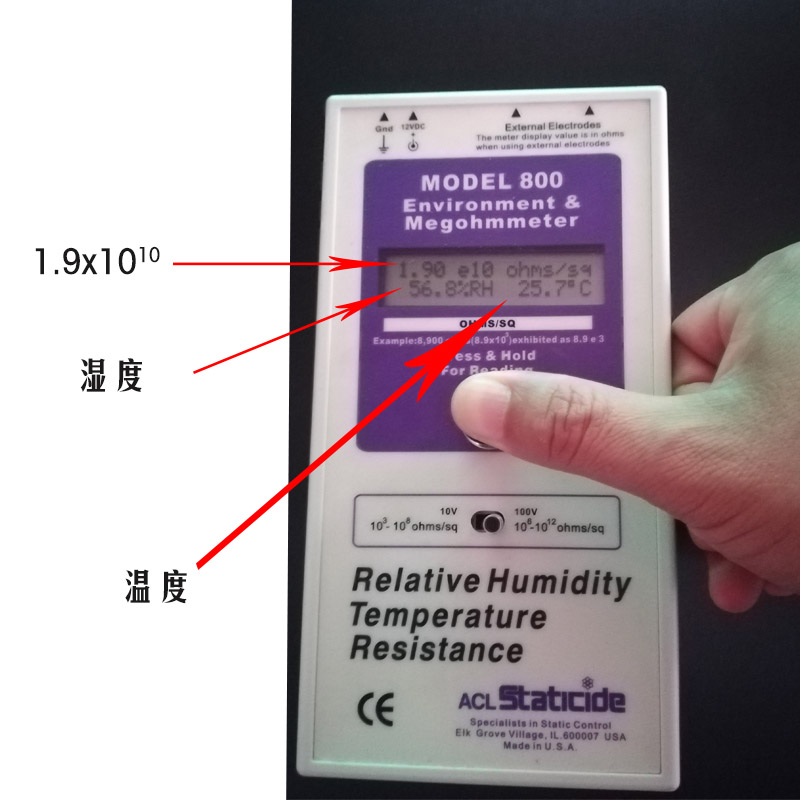 Gnd 12VDC
External Electrodes
The meter display value is in ohms
when using external electrodes
MODEL 800
Environment &
Megohmmeter
1.9x10¹⁰
1.90 e10 ohms/sq
56.8%RH 25.7°C
湿度
OHMS/SQ
Example:8,900 (8.9x10³)exhibited as 8.9 e 3
Press & Hold
For Reading
10V 100V
10³- 10⁶ohms/sq 10⁶-10¹²ohms/sq
温度
Relative Humidity
Temperature
Resistance
CE
ACL Staticide
Specialists in Static Control
Elk Grove Village, IL.600007 USA
Made in U.S.A.